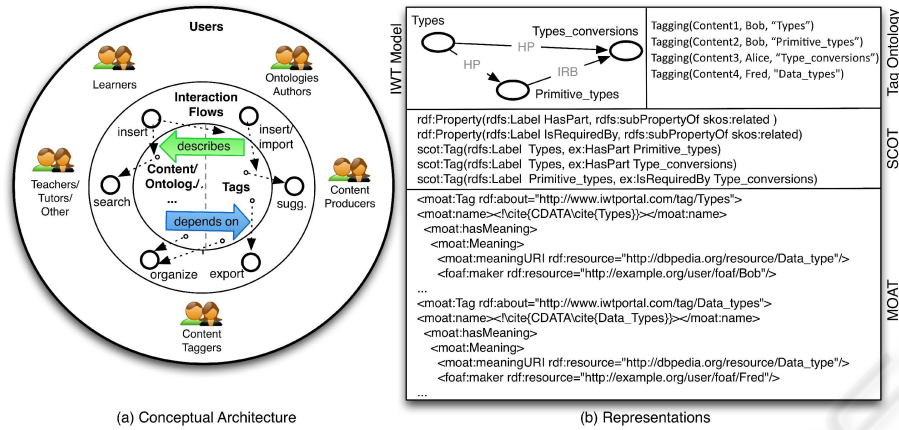 Users
Learners
Ontologies
Authors
Interaction
Flows
insert
insert/
import
describes
Content/
Ontolog./.
...
Tags
search
sugg.
depends on
organize
export
Teachers/
Tutors/
Other
Content
Producers
Content
Taggers
(a) Conceptual Architecture
IWT Model
Types
Types_conversions
HP
HP
IRB
Primitive_types
Tagging(Content1, Bob, “Types”)
Tagging(Content2, Bob, “Primitive_types”)
Tagging(Content3, Alice, “Type_conversions”)
Tagging(Content4, Fred, "Data_types")
Tag Ontology
rdf:Property(rdfs:Label HasPart, rdfs:subPropertyOf skos:related )
rdf:Property(rdfs:Label IsRequiredBy, rdfs:subPropertyOf skos:related)
scot:Tag(rdfs:Label Types, ex:HasPart Primitive_types)
scot:Tag(rdfs:Label Types, ex:HasPart Type_conversions)
scot:Tag(rdfs:Label Primitive_types, ex:IsRequiredBy Type_conversions)
SCOT
<moat:Tag rdf:about="http://www.iwtportal.com/tag/Types">
<moat:name><!\cite{CDATA\cite{Types}}></moat:name>
<moat:hasMeaning>
<moat:Meaning>
<moat:meaningURI rdf:resource="http://dbpedia.org/resource/Data_type"/>
<foaf:maker rdf:resource="http://example.org/user/foaf/Bob"/>
...
<moat:Tag rdf:about="http://www.iwtportal.com/tag/Data_types">
<moat:name><!\cite{CDATA\cite{Data_Types}}></moat:name>
<moat:hasMeaning>
<moat:Meaning>
<moat:meaningURI rdf:resource="http://dbpedia.org/resource/Data_type"/>
<foaf:maker rdf:resource="http://example.org/user/foaf/Fred"/>
...
MOAT
(b) Representations